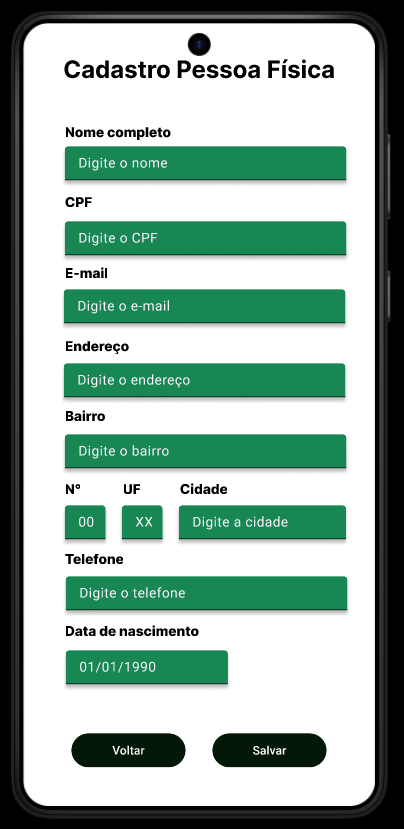 Cadastro Pessoa Física
Nome completo
Digite o nome
CPF
Digite o CPF
E-mail
Digite o e-mail
Endereço
Digite o endereço
Bairro
Digite o bairro
N° UF Cidade
00 XX Digite a cidade
Telefone
Digite o telefone
Data de nascimento
01/01/1990
Voltar Salvar